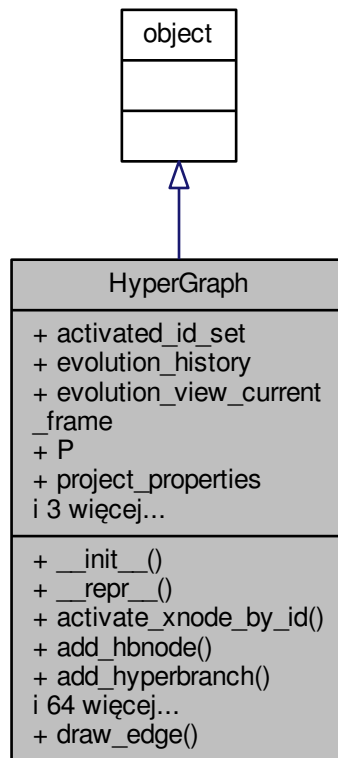 object
HyperGraph
+ activated_id_set
+ evolution_history
+ evolution_view_current
_frame
+ P
+ project_properties
i 3 więcej...
+ __init__()
+ __repr__()
+ activate_xnode_by_id()
+ add_hbnode()
+ add_hyperbranch()
i 64 więcej...
+ draw_edge()